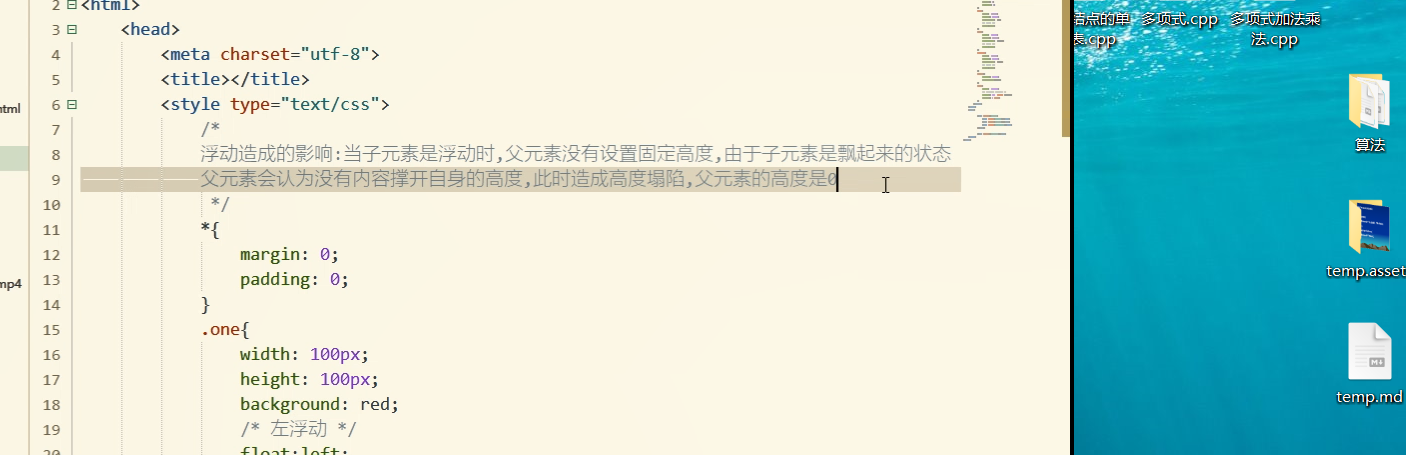 2 <html>
3 <head>
4 <meta charset="utf-8">
5 <title></title>
6 <style type="text/css">
7 /*
8 浮动造成的影响:当子元素是浮动时,父元素没有设置固定高度,由于子元素是飘起来的状态
9 父元素会认为没有内容撑开自身的高度,此时造成高度塌陷,父元素的高度是0
10 */
11 *{
12 margin: 0;
13 padding: 0;
14 }
15 .one{
16 width: 100px;
17 height: 100px;
18 background: red;
19 /* 左浮动 */
20 float:left;
html
mp4
结点的单
表.cpp
多项式.cpp
多项式加法乘
法.cpp
算法
temp.asset
temp.md